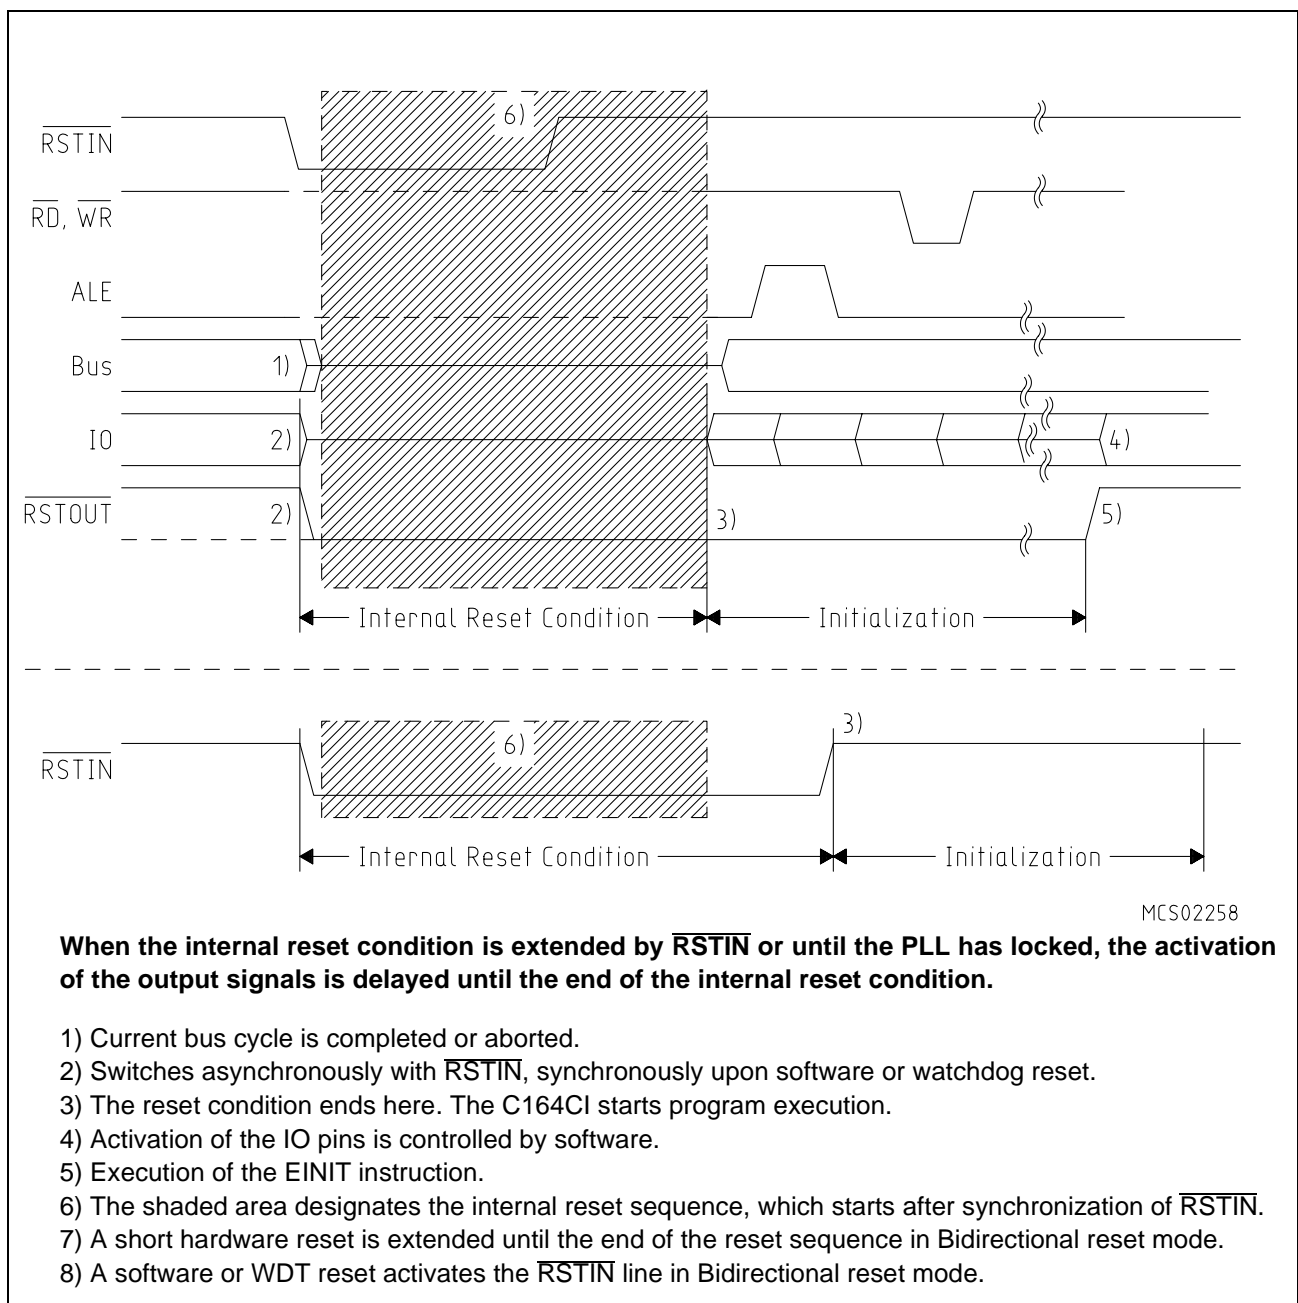 6)
RSTIN
RD, WR
ALE
Bus 1)
IO 2) 4)
RSTOUT 2) 3) 5)
Internal Reset Condition Initialization
3)
6)
RSTIN
Internal Reset Condition Initialization
MCS02258
When the internal reset condition is extended by RSTIN or until the PLL has locked, the activation
of the output signals is delayed until the end of the internal reset condition.
1) Current bus cycle is completed or aborted.
2) Switches asynchronously with RSTIN, synchronously upon software or watchdog reset.
3) The reset condition ends here. The C164CI starts program execution.
4) Activation of the IO pins is controlled by software.
5) Execution of the EINIT instruction.
6) The shaded area designates the internal reset sequence, which starts after synchronization of RSTIN.
7) A short hardware reset is extended until the end of the reset sequence in Bidirectional reset mode.
8) A software or WDT reset activates the RSTIN line in Bidirectional reset mode.